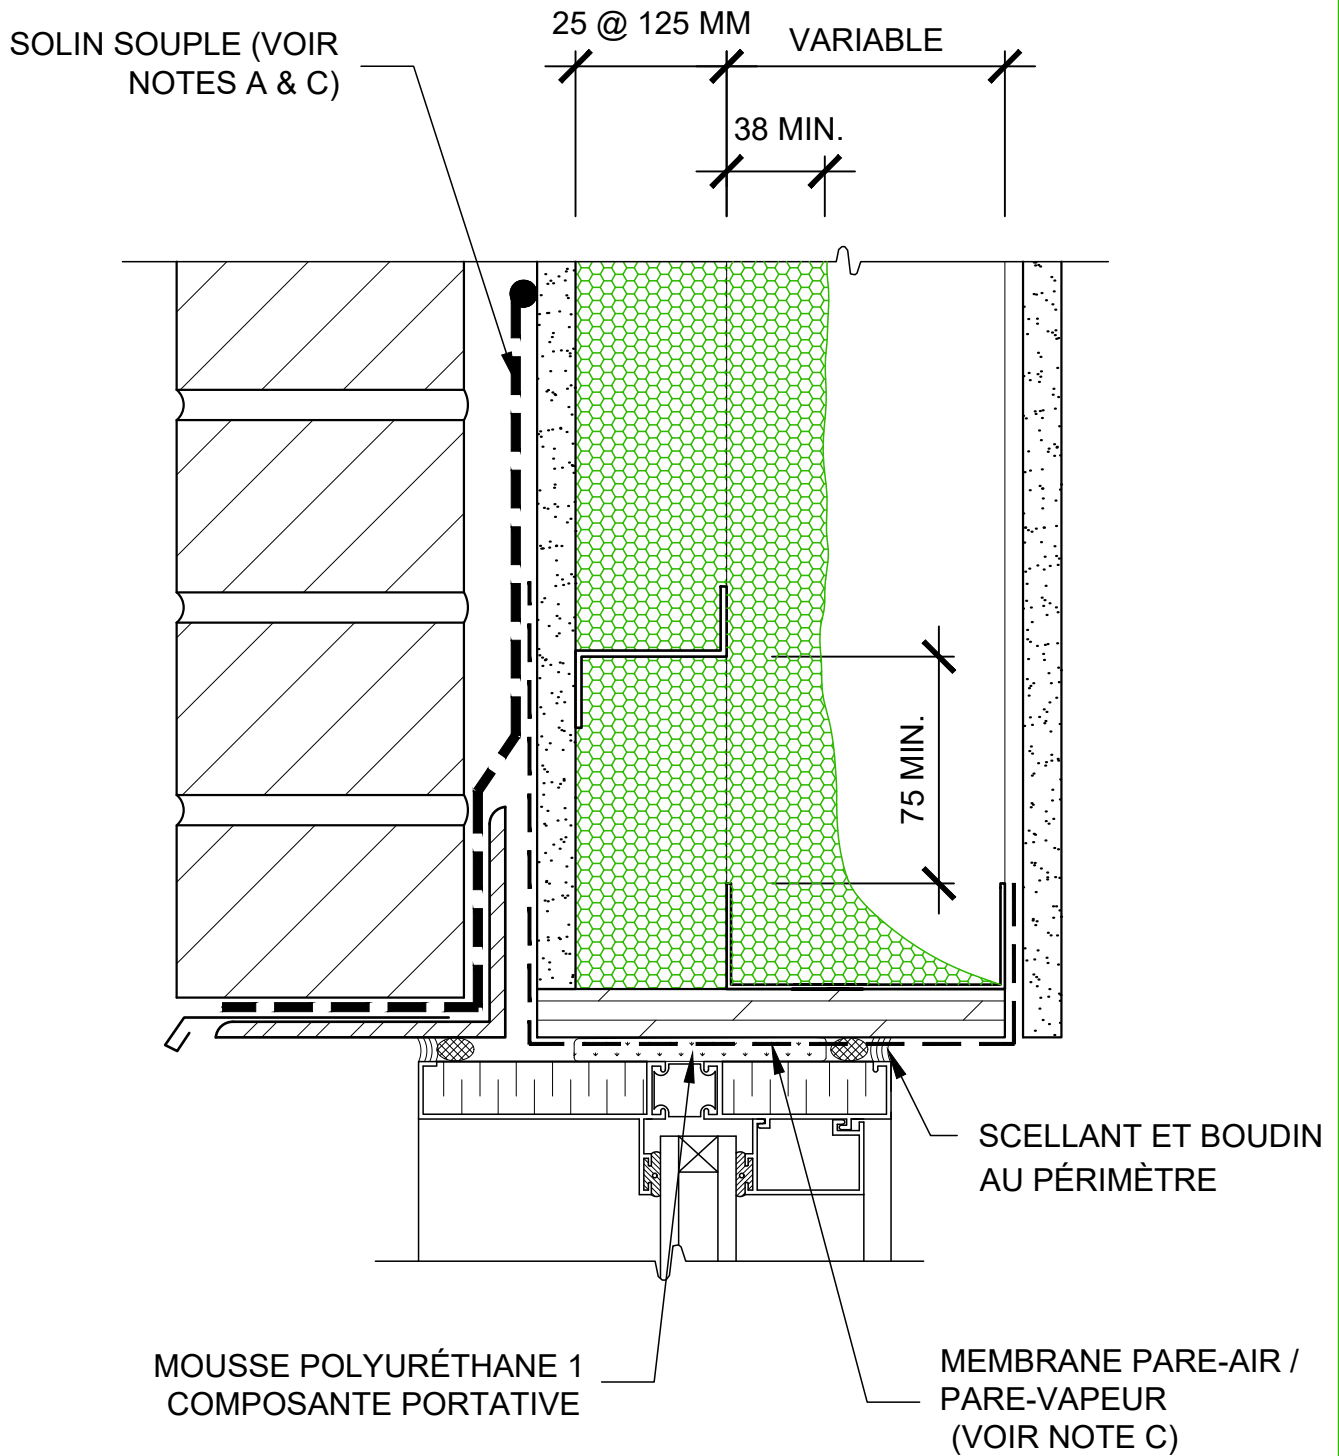 25 @ 125 MM
VARIABLE
SOLIN SOUPLE (VOIR
NOTES A & C)
38 MIN.
75 MIN.
SCELLANT ET BOUDIN
AU PÉRIMÈTRE
MOUSSE POLYURÉTHANE 1
COMPOSANTE PORTATIVE
MEMBRANE PARE-AIR /
PARE-VAPEUR
(VOIR NOTE C)